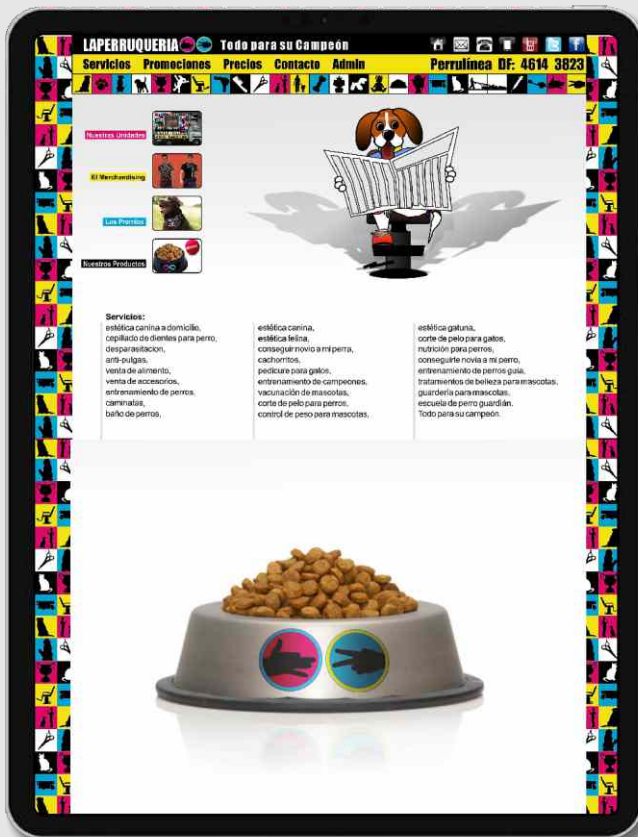 LAPERRUQUERIA Todo para su Campeón
Servicios Promociones Precios Contacto Admin Perrulínea DF: 4614 3823
Nuestras Unidades
El Merchandising
Los Premios
Nuestros Productos
Servicios:
estética canina a domicilio,
cepillado de dientes para perro,
desparasitacion,
anti-pulgas,
venta de alimento,
venta de accesorios,
entrenamiento de perros,
caminatas,
baño de perros,
estética canina,
estética felina,
conseguir novio a mi perra,
cachorritos,
pedicure para gatos,
entrenamiento de campeones,
vacunación de mascotas,
corte de pelo para perros,
control de peso para mascotas,
estética gatuna,
corte de pelo para gatos,
nutrición para perros,
conseguirle novia a mi perro,
entrenamiento de perros guía,
tratamientos de belleza para mascotas,
guardería para mascotas,
escuela de perro guardián.
Todo para su campeón.